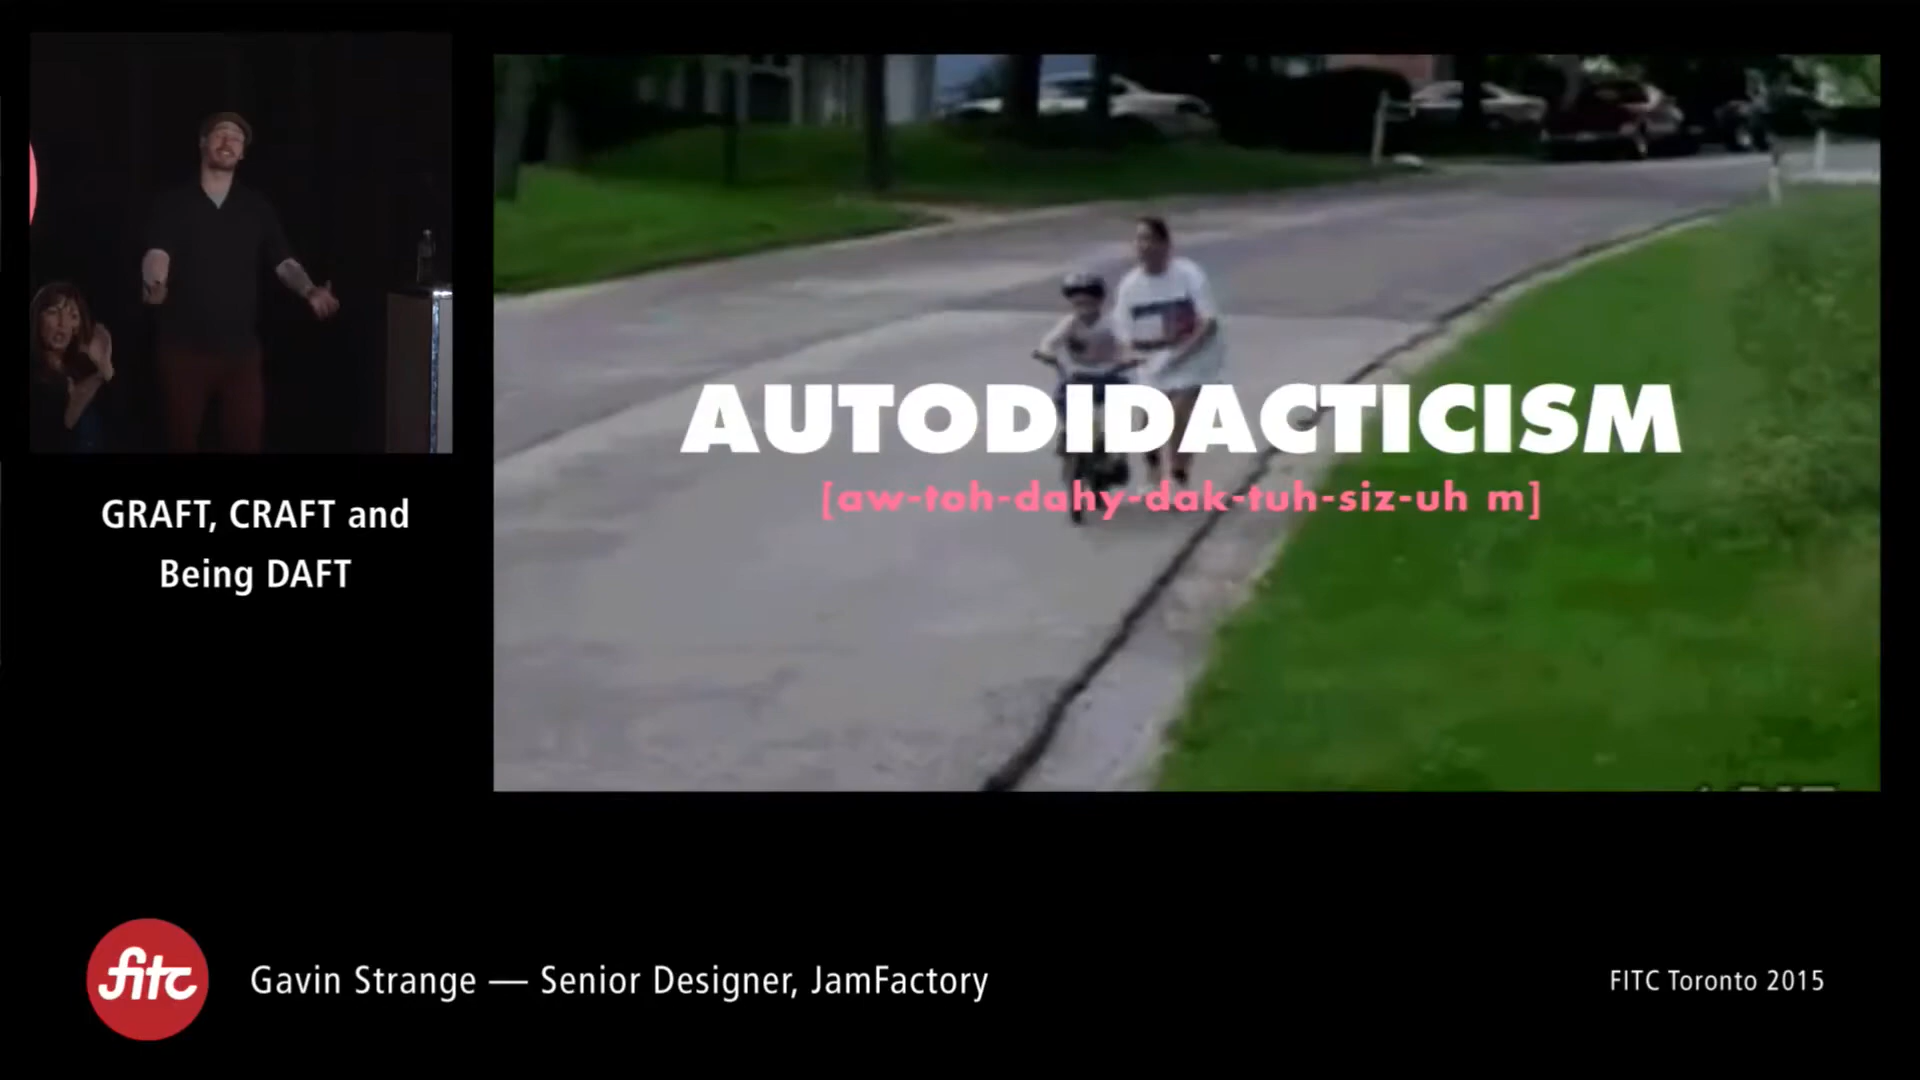 GRAFT, CRAFT and
Being DAFT
AUTODIDACTICISM
[aw-toh-dahy-dak-tuh-siz-uh m]
fitc
Gavin Strange — Senior Designer, JamFactory
FITC Toronto 2015